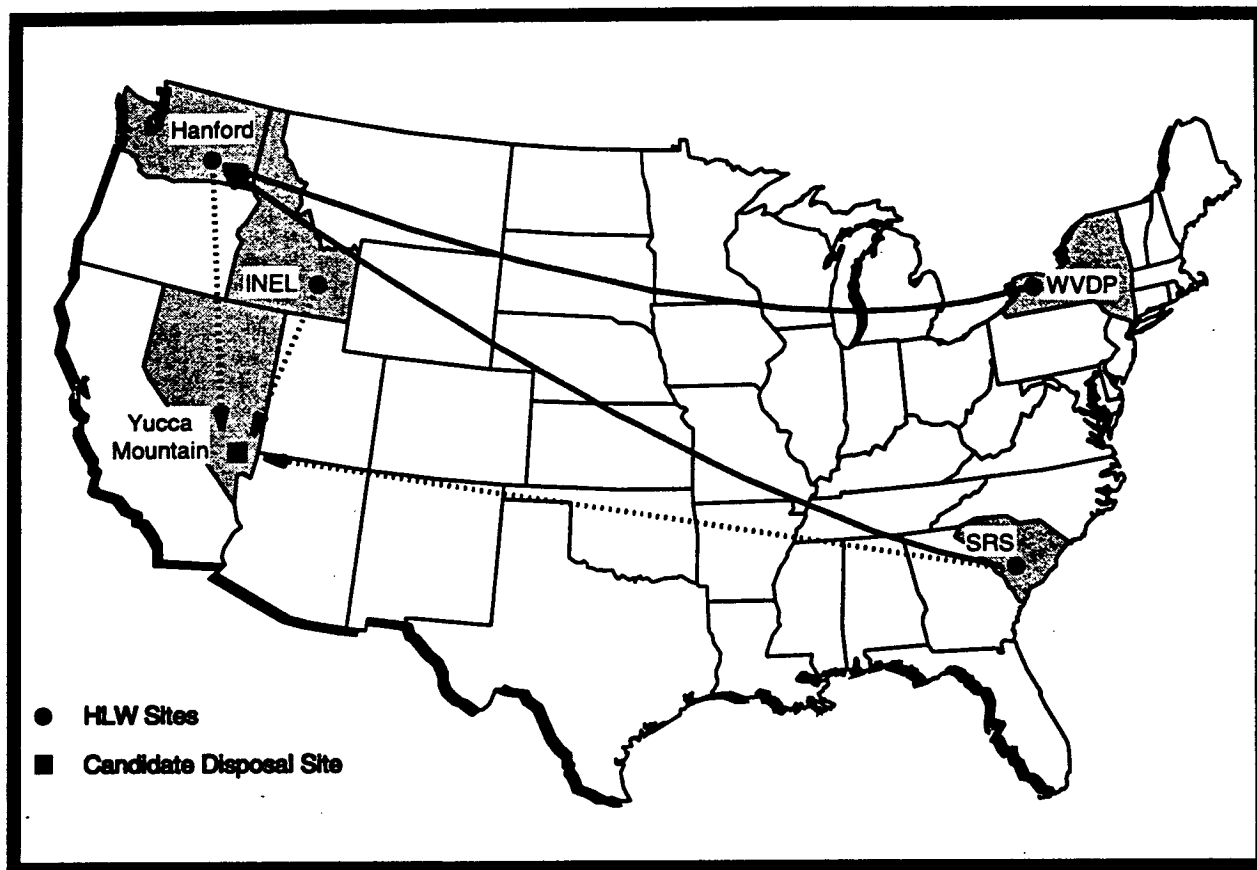 Hanford
INEL
WVDP
Yucca
Mountain
SRS
HLW Sites
Candidate Disposal Site